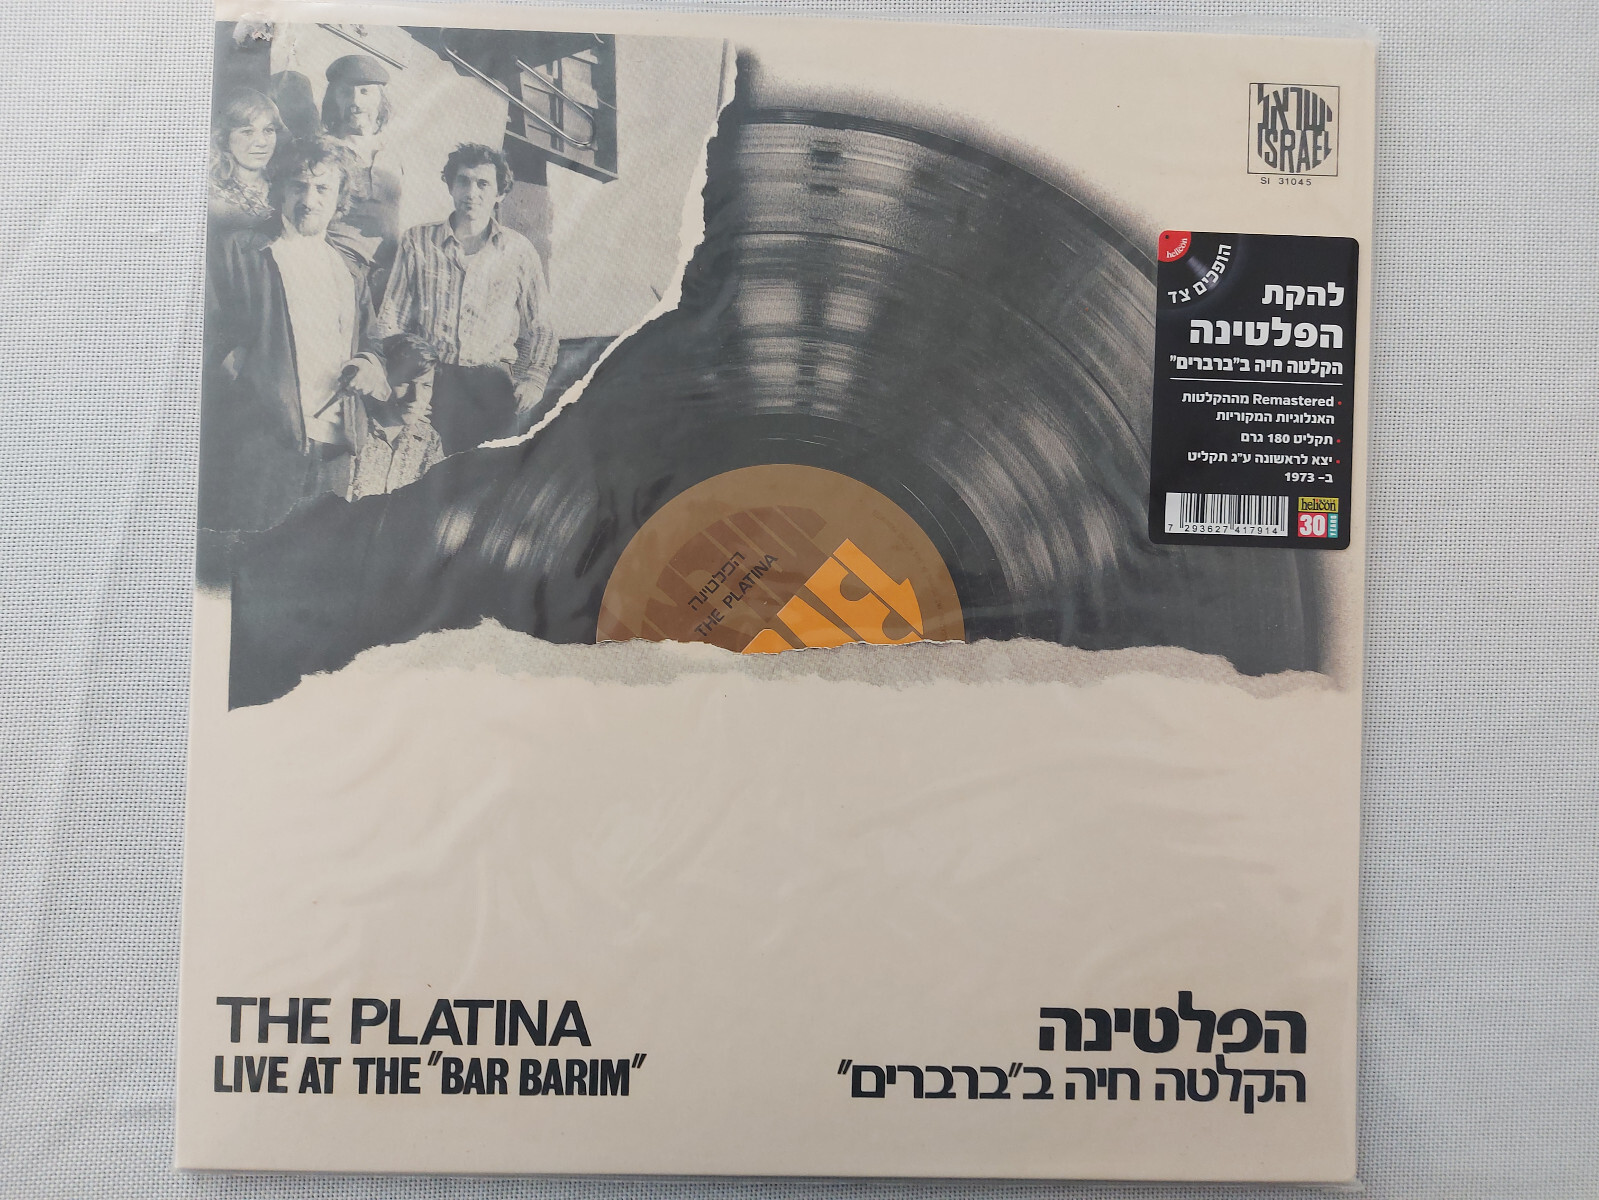 ישראל
ISRAEL
SI 31045
helicon
הופכים צד
להקת
הפלטינה
הקלטה חיה ב"ברברים"
• Remastered מההקלטות
האנלוגיות המקוריות
• תקליט 180 גרם
• יצא לראשונה ע"ג תקליט
ב- 1973
7 293627 417914
helicon
30
YEARS
הפלטינה
THE PLATINA
THE PLATINA
LIVE AT THE "BAR BARIM"
הפלטינה
הקלטה חיה ב"ברברים"